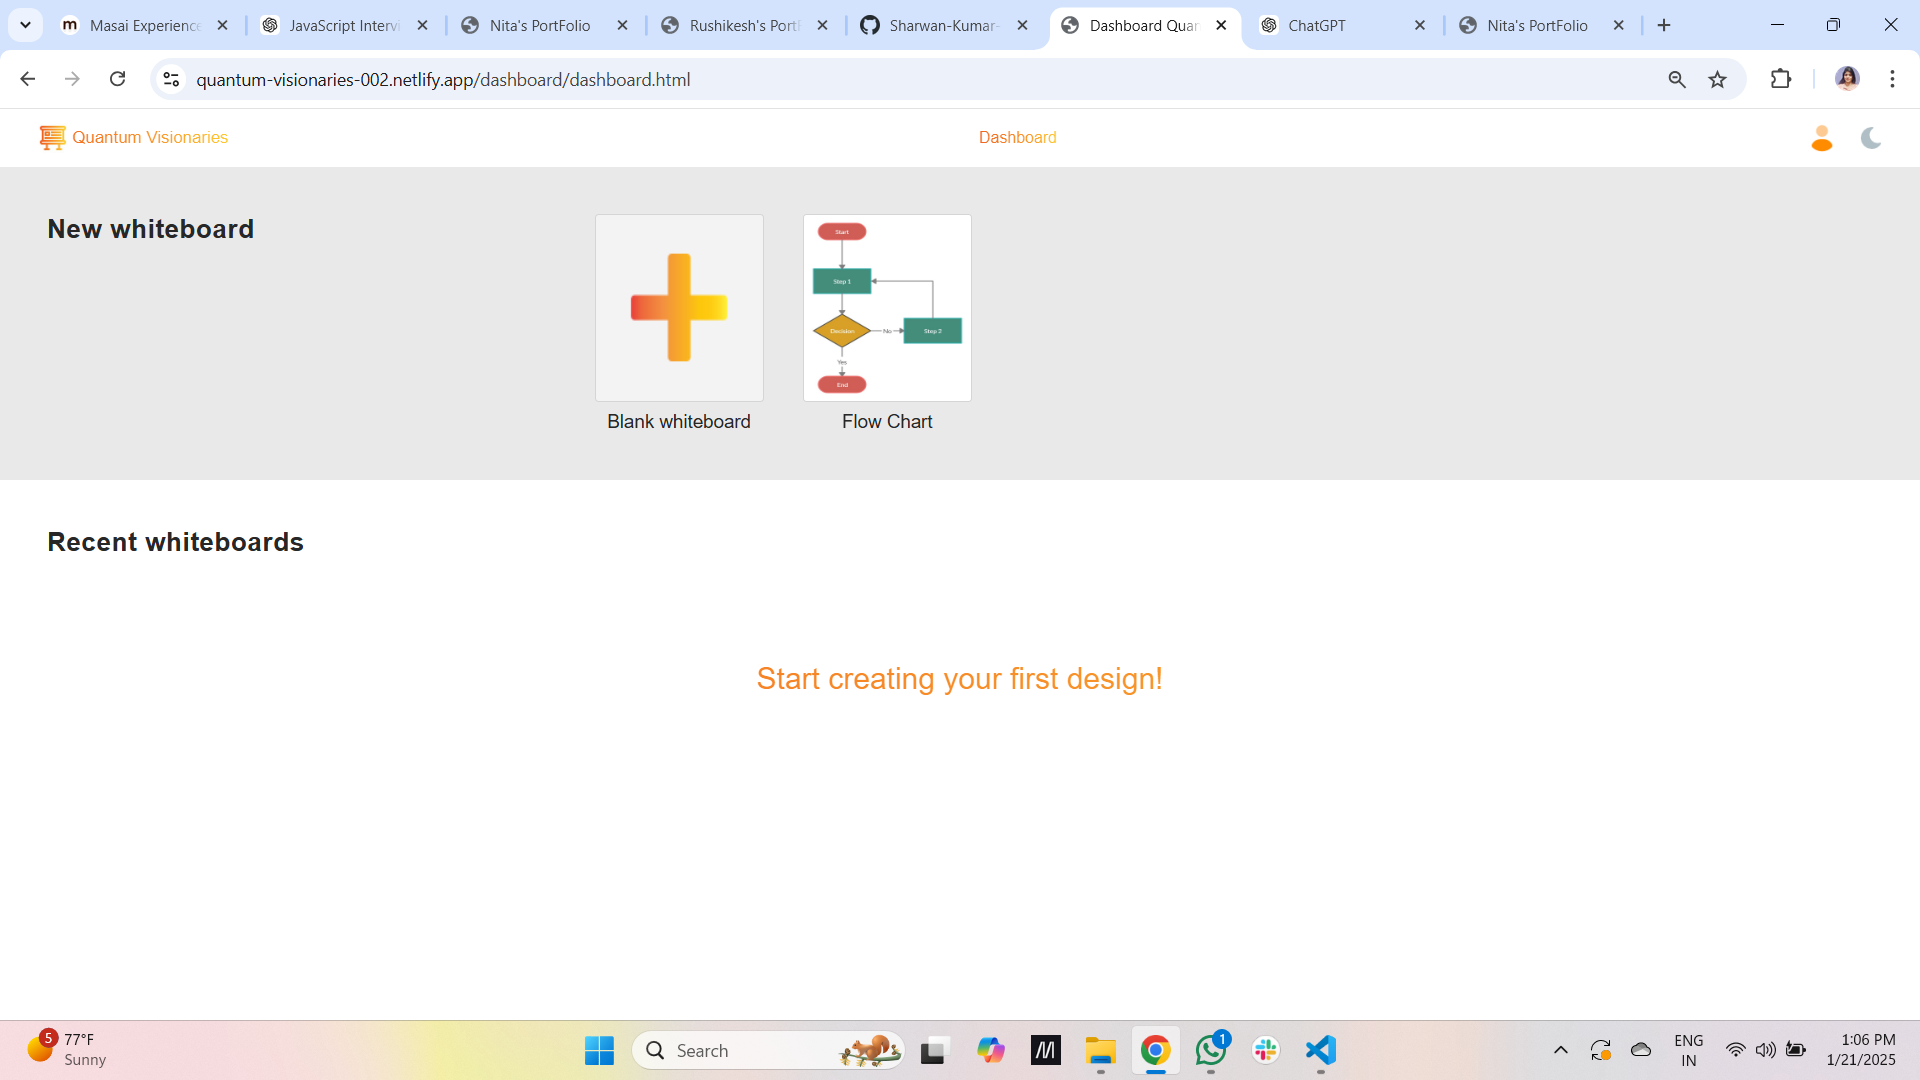 Masai Experience
JavaScript Intervi
Nita's PortFolio
Rushikesh's PortF
Sharwan-Kumar-
Dashboard Quan
ChatGPT
Nita's PortFolio
quantum-visionaries-002.netlify.app/dashboard/dashboard.html
Quantum Visionaries
Dashboard
New whiteboard
Start
Step 1
Decision
No
Step 2
Yes
End
Blank whiteboard
Flow Chart
Recent whiteboards
Start creating your first design!
5
77°F
Sunny
Search
1
ENG
IN
1:06 PM
1/21/2025